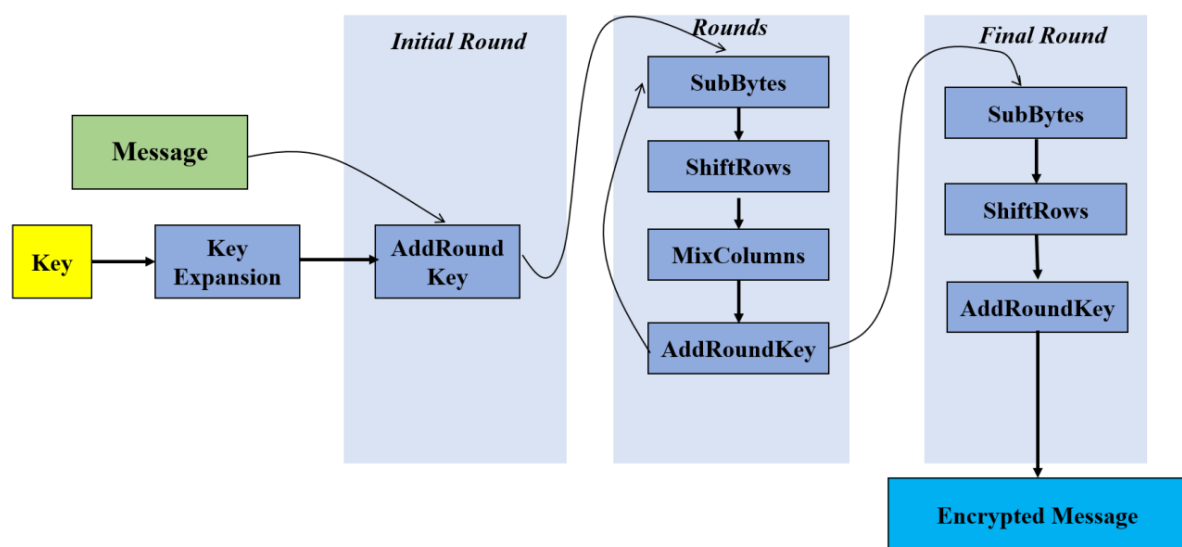 Initial Round
Rounds
Final Round
Message
Key
Key
Expansion
AddRound
Key
SubBytes
ShiftRows
MixColumns
AddRoundKey
SubBytes
ShiftRows
AddRoundKey
Encrypted Message